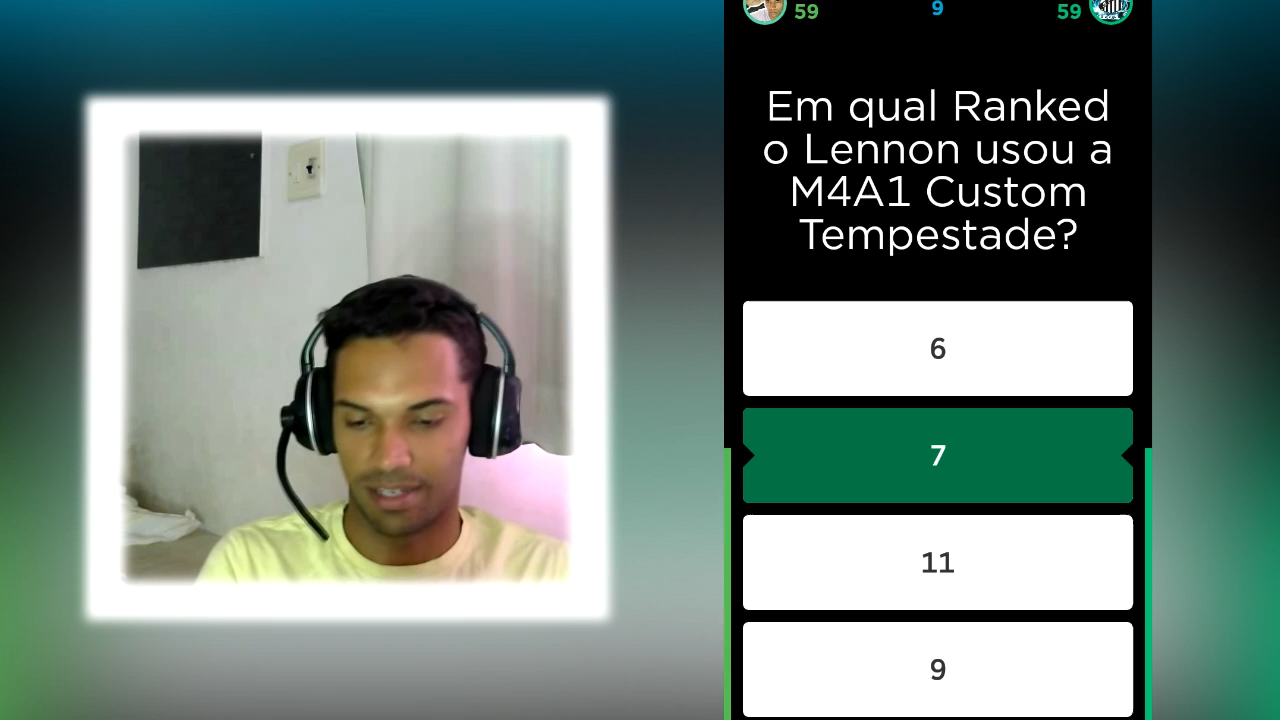 59
9
59
Em qual Ranked
o Lennon usou a
M4A1 Custom
Tempestade?
6
7
11
9